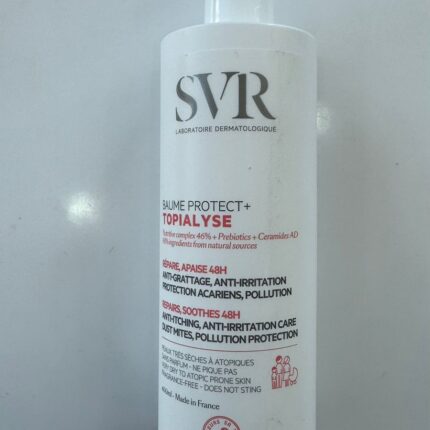 SVR
LABORATOIRE DERMATOLOGIQUE
BAUME PROTECT+
TOPIALYSE
Nutritive complex 46% + Prebiotics + Ceramides AD
ingredients from natural sources
RÉPARE, APAISE 48H
ANTI-GRATTAGE, ANTI-IRRITATION
PROTECTION ACARIENS, POLLUTION
REPAIRS, SOOTHES 48H
ANTI-ITCHING, ANTI-IRRITATION CARE
DUST MITES, POLLUTION PROTECTION
PEAUX TRÈS SÈCHES À ATOPIQUES
SANS PARFUM - NE PIQUE PAS
VERY DRY TO ATOPIC PRONE SKIN
FRAGRANCE-FREE - DOES NOT STING
400ml - Made in France